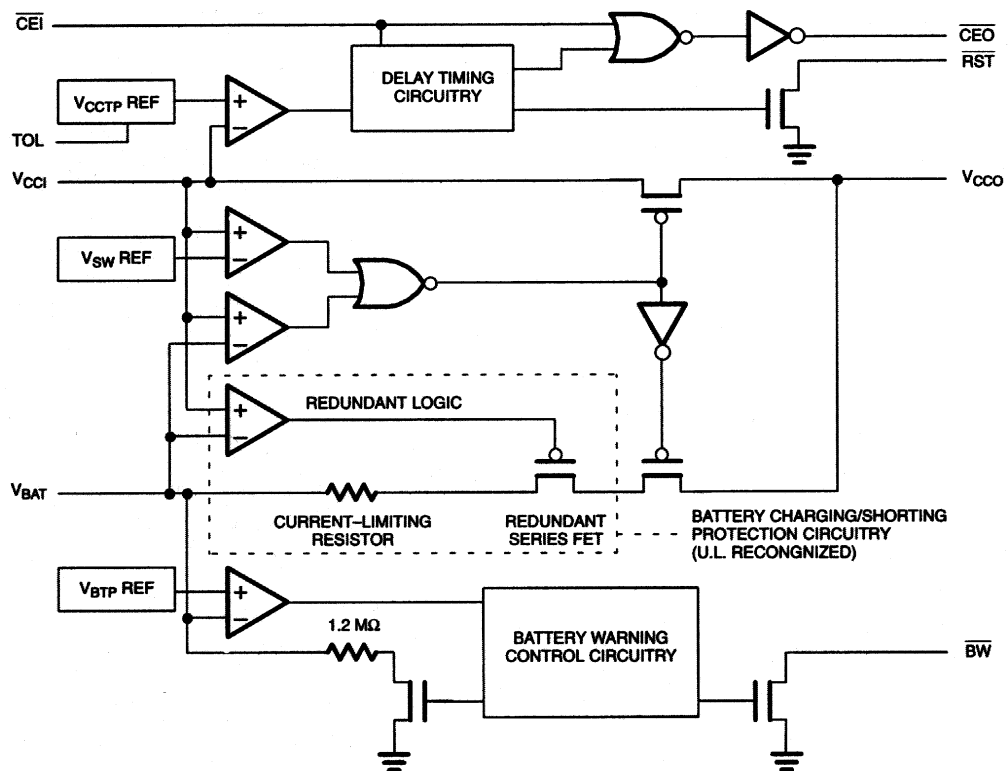 CEI
CEO
RST
DELAY TIMING
CIRCUITRY
VCCTP REF
+
−
TOL
VCCI
VCCO
VSW REF
+
−
+
−
REDUNDANT LOGIC
+
−
VBAT
CURRENT–LIMITING
RESISTOR
REDUNDANT
SERIES FET
BATTERY CHARGING/SHORTING
PROTECTION CIRCUITRY
(U.L. RECONGNIZED)
VBTP REF
+
−
1.2 MΩ
BATTERY WARNING
CONTROL CIRCUITRY
BW